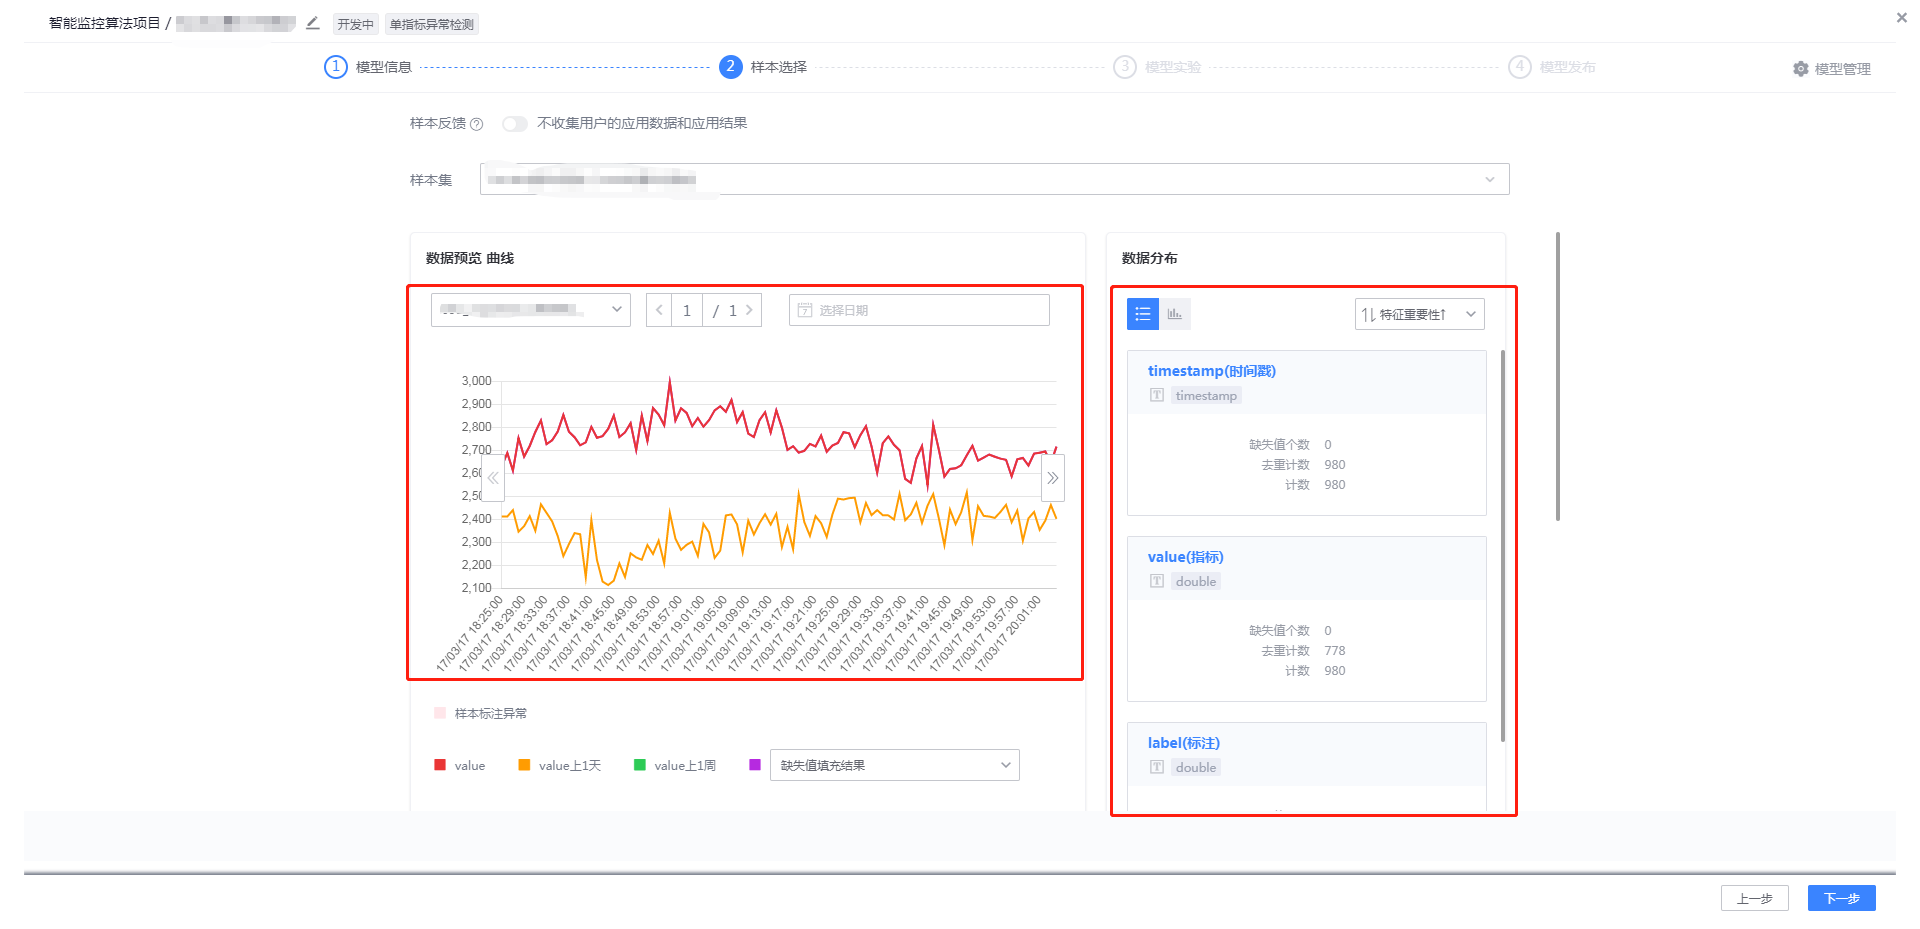 智能监控算法项目 /
开发中
单指标异常检测
1 模型信息
2 样本选择
3 模型实验
4 模型发布
模型管理
样本反馈 ?
不收集用户的应用数据和应用结果
样本集
数据预览 曲线
1 / 1
7 选择日期
3,000
2,900
2,800
2,700
2,60
2,50
2,400
2,300
2,200
2,100
17/03/17 18:25:00
17/03/17 18:29:00
17/03/17 18:33:00
17/03/17 18:37:00
17/03/17 18:41:00
17/03/17 18:45:00
17/03/17 18:49:00
17/03/17 18:53:00
17/03/17 18:57:00
17/03/17 19:01:00
17/03/17 19:05:00
17/03/17 19:09:00
17/03/17 19:13:00
17/03/17 19:17:00
17/03/17 19:21:00
17/03/17 19:25:00
17/03/17 19:29:00
17/03/17 19:33:00
17/03/17 19:37:00
17/03/17 19:41:00
17/03/17 19:45:00
17/03/17 19:49:00
17/03/17 19:53:00
17/03/17 19:57:00
17/03/17 20:01:00
样本标注异常
value
value上1天
value上1周
缺失值填充结果
数据分布
特征重要性↑
timestamp(时间戳)
T timestamp
缺失值个数 0
去重计数 980
计数 980
value(指标)
T double
缺失值个数 0
去重计数 778
计数 980
label(标注)
T double
上一步
下一步